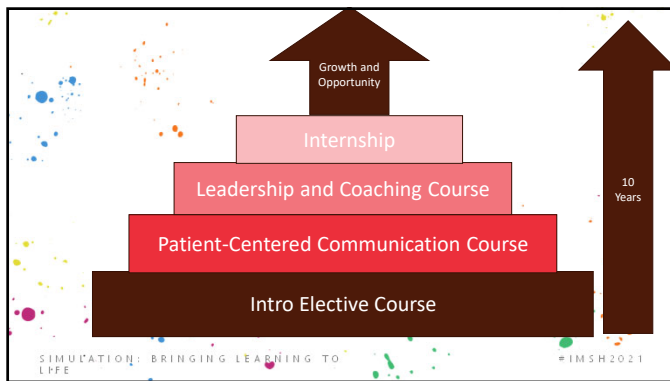 Growth and
Opportunity
Internship
Leadership and Coaching Course
Patient-Centered Communication Course
Intro Elective Course
10
Years
SIMULATION: BRINGING LEARNING TO
LIFE
#IMSH2021